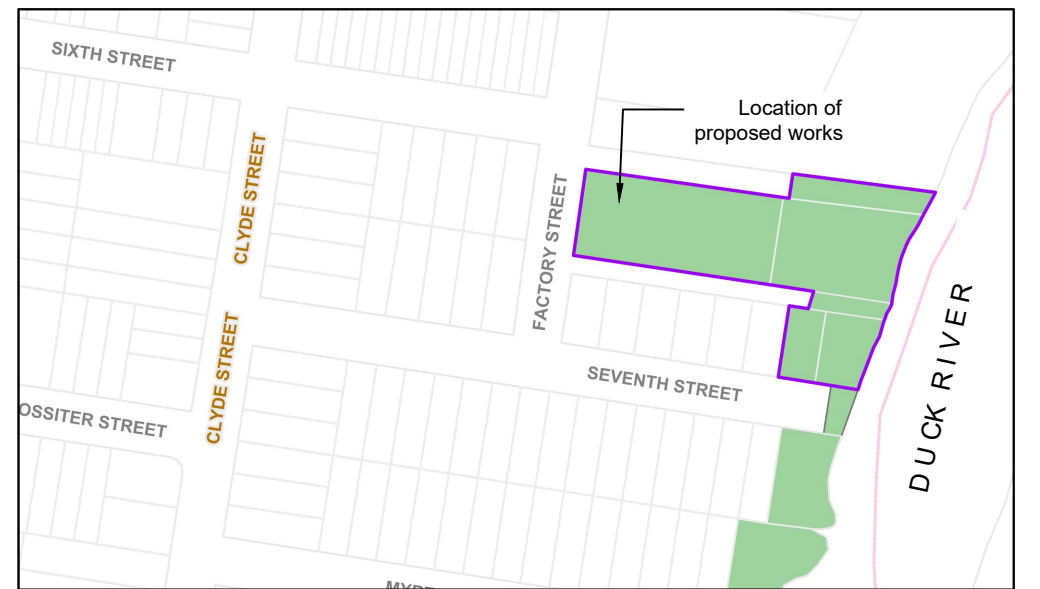 SIXTH STREET
Location of
proposed works
CLYDE STREET
FACTORY STREET
DUCK RIVER
CLYDE STREET
SEVENTH STREET
OSSITER STREET